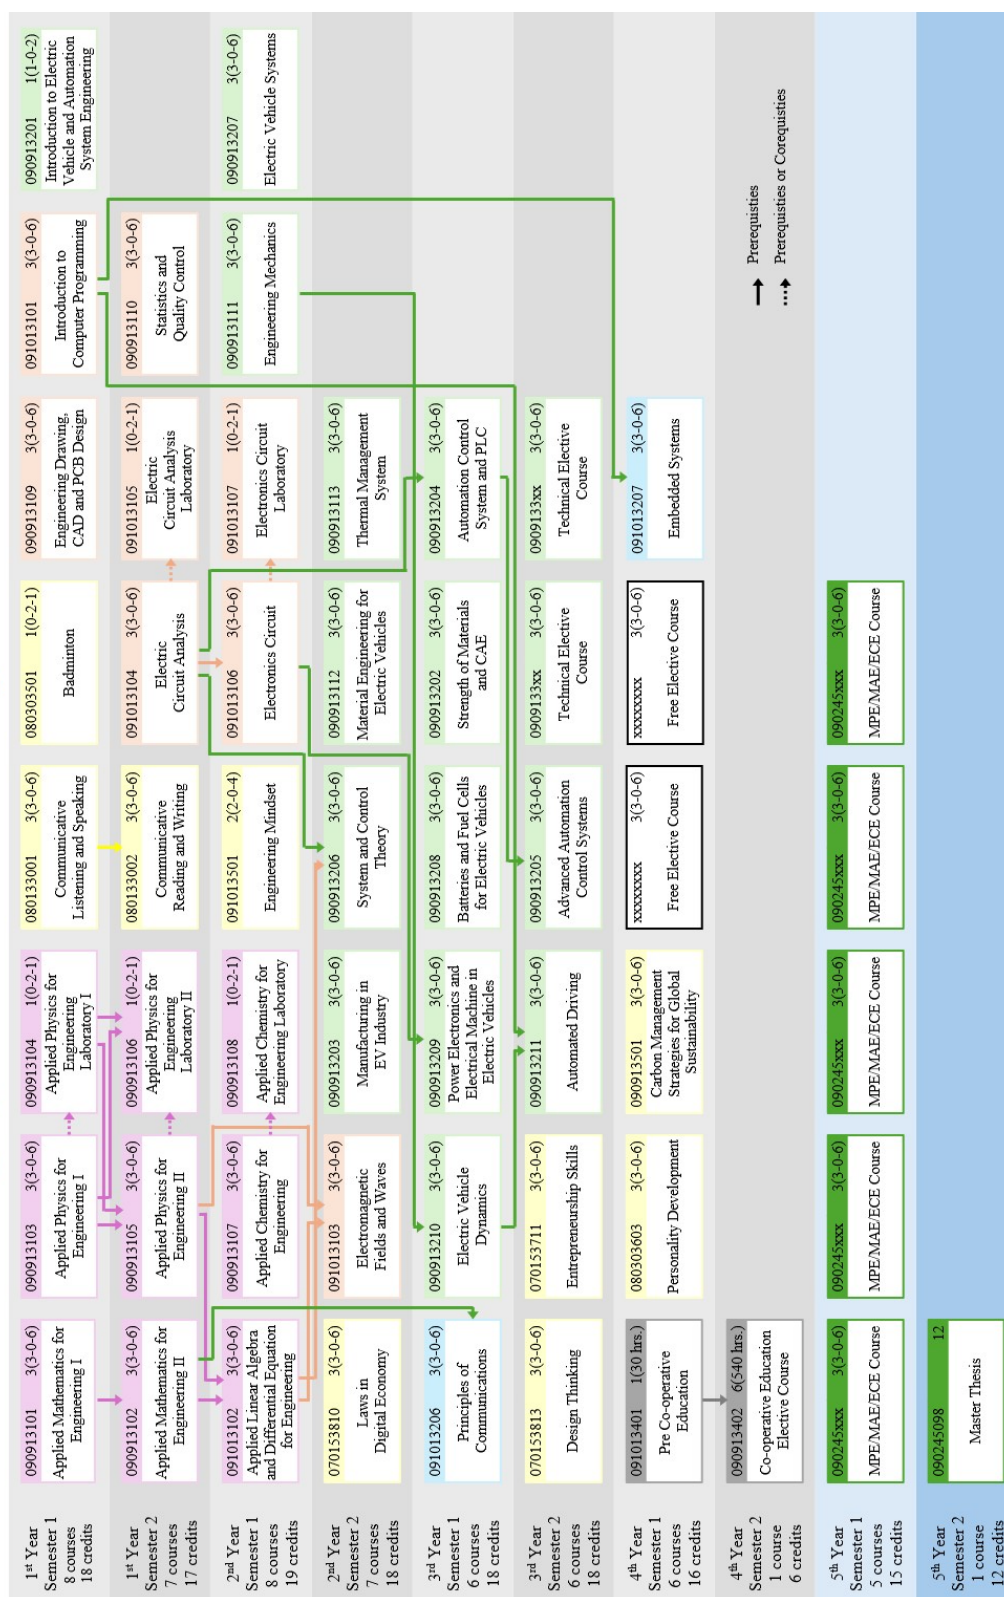 1st Year
Semester 1
8 courses
18 credits
090913101 3(3-0-6)
Applied Mathematics for
Engineering I
090913103 3(3-0-6)
Applied Physics for
Engineering I
090913104 1(0-2-1)
Applied Physics for
Engineering
Laboratory I
080133001 3(3-0-6)
Communicative
Listening and Speaking
080303501 1(0-2-1)
Badminton
090913109 3(3-0-6)
Engineering Drawing,
CAD and PCB Design
091013101 3(3-0-6)
Introduction to
Computer Programming
090913201 1(1-0-2)
Introduction to Electric
Vehicle and Automation
System Engineering
1st Year
Semester 2
7 courses
17 credits
090913102 3(3-0-6)
Applied Mathematics for
Engineering II
090913105 3(3-0-6)
Applied Physics for
Engineering II
090913106 1(0-2-1)
Applied Physics for
Engineering
Laboratory II
080133002 3(3-0-6)
Communicative
Reading and Writing
091013104 3(3-0-6)
Electric
Circuit Analysis
091013105 1(0-2-1)
Electric
Circuit Analysis
Laboratory
090913110 3(3-0-6)
Statistics and
Quality Control
2nd Year
Semester 1
8 courses
19 credits
091013102 3(3-0-6)
Applied Linear Algebra
and Differential Equation
for Engineering
090913107 3(3-0-6)
Applied Chemistry for
Engineering
090913108 1(0-2-1)
Applied Chemistry for
Engineering Laboratory
091013501 2(2-0-4)
Engineering Mindset
091013106 3(3-0-6)
Electronics Circuit
091013107 1(0-2-1)
Electronics Circuit
Laboratory
090913111 3(3-0-6)
Engineering Mechanics
090913207 3(3-0-6)
Electric Vehicle Systems
2nd Year
Semester 2
7 courses
18 credits
070153810 3(3-0-6)
Laws in
Digital Economy
091013103 3(3-0-6)
Electromagnetic
Fields and Waves
090913203 3(3-0-6)
Manufacturing in
EV Industry
090913206 3(3-0-6)
System and Control
Theory
090913112 3(3-0-6)
Material Engineering for
Electric Vehicles
090913113 3(3-0-6)
Thermal Management
System
3rd Year
Semester 1
6 courses
18 credits
091013206 3(3-0-6)
Principles of
Communications
090913210 3(3-0-6)
Electric Vehicle
Dynamics
090913209 3(3-0-6)
Power Electronics and
Electrical Machine in
Electric Vehicles
090913208 3(3-0-6)
Batteries and Fuel Cells
for Electric Vehicles
090913202 3(3-0-6)
Strength of Materials
and CAE
090913204 3(3-0-6)
Automation Control
System and PLC
3rd Year
Semester 2
6 courses
18 credits
070153813 3(3-0-6)
Design Thinking
070153711 3(3-0-6)
Entrepreneurship Skills
090913211 3(3-0-6)
Automated Driving
090913205 3(3-0-6)
Advanced Automation
Control Systems
0909133xx 3(3-0-6)
Technical Elective
Course
0909133xx 3(3-0-6)
Technical Elective
Course
4th Year
Semester 1
6 courses
16 credits
091013401 1(30 hrs.)
Pre Co-operative
Education
080303603 3(3-0-6)
Personality Development
090913501 3(3-0-6)
Carbon Management
Strategies for Global
Sustainability
xxxxxxxxx 3(3-0-6)
Free Elective Course
xxxxxxxxx 3(3-0-6)
Free Elective Course
091013207 3(3-0-6)
Embedded Systems
4th Year
Semester 2
1 course
6 credits
090913402 6(540 hrs.)
Co-operative Education
Elective Course
Prerequisties
Prerequisties or Corequisties
5th Year
Semester 1
5 courses
15 credits
090245xxx 3(3-0-6)
MPE/MAE/ECE Course
090245xxx 3(3-0-6)
MPE/MAE/ECE Course
090245xxx 3(3-0-6)
MPE/MAE/ECE Course
090245xxx 3(3-0-6)
MPE/MAE/ECE Course
090245xxx 3(3-0-6)
MPE/MAE/ECE Course
5th Year
Semester 2
1 course
12 credits
090245098 12
Master Thesis